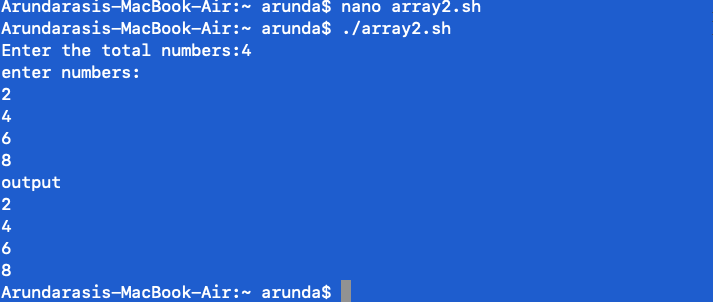 Arundarasis-MacBook-Air:~ arunda$ nano array2.sh
Arundarasis-MacBook-Air:~ arunda$ ./array2.sh
Enter the total numbers:4
enter numbers:
2
4
6
8
output
2
4
6
8
Arundarasis-MacBook-Air:~ arunda$